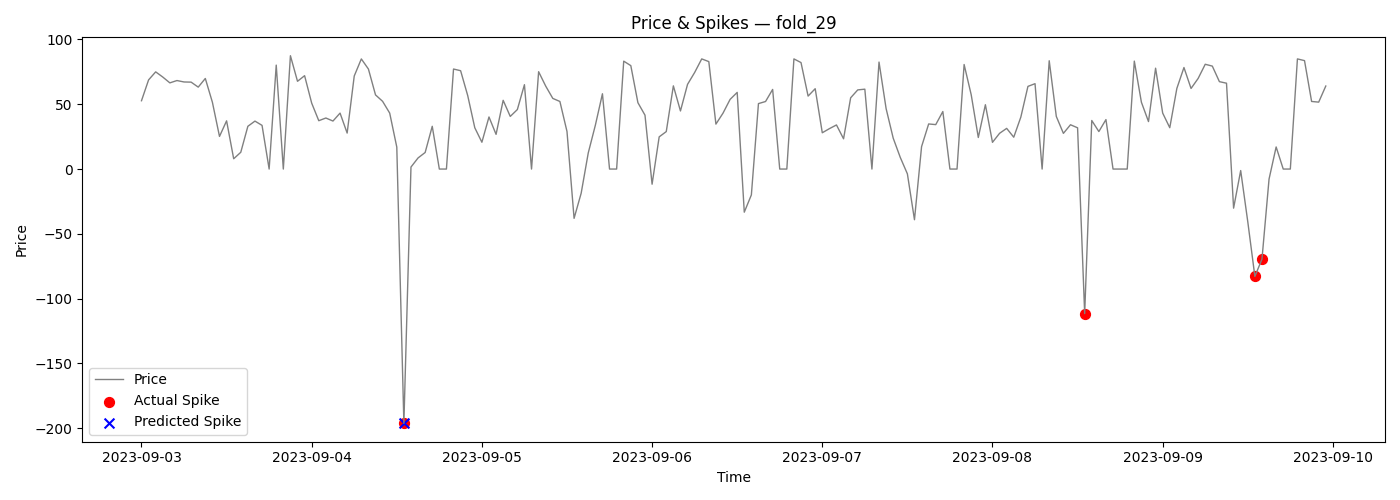 Price & Spikes — fold_29
100
50
0
−50
−100
−150
−200
Price
Price
Actual Spike
Predicted Spike
2023-09-03
2023-09-04
2023-09-05
2023-09-06
2023-09-07
2023-09-08
2023-09-09
2023-09-10
Time